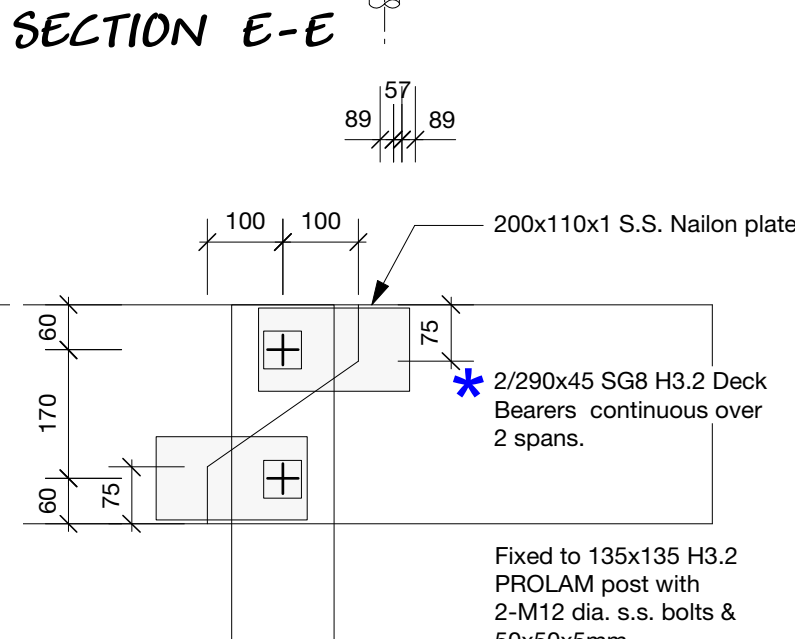 SECTION E-E
57
89 89
100 100
200x110x1 S.S. Nailon plate
60
75
170
* 2/290x45 SG8 H3.2 Deck
Bearers continuous over
2 spans.
60
75
Fixed to 135x135 H3.2
PROLAM post with
2-M12 dia. s.s. bolts &
50x50x5mm